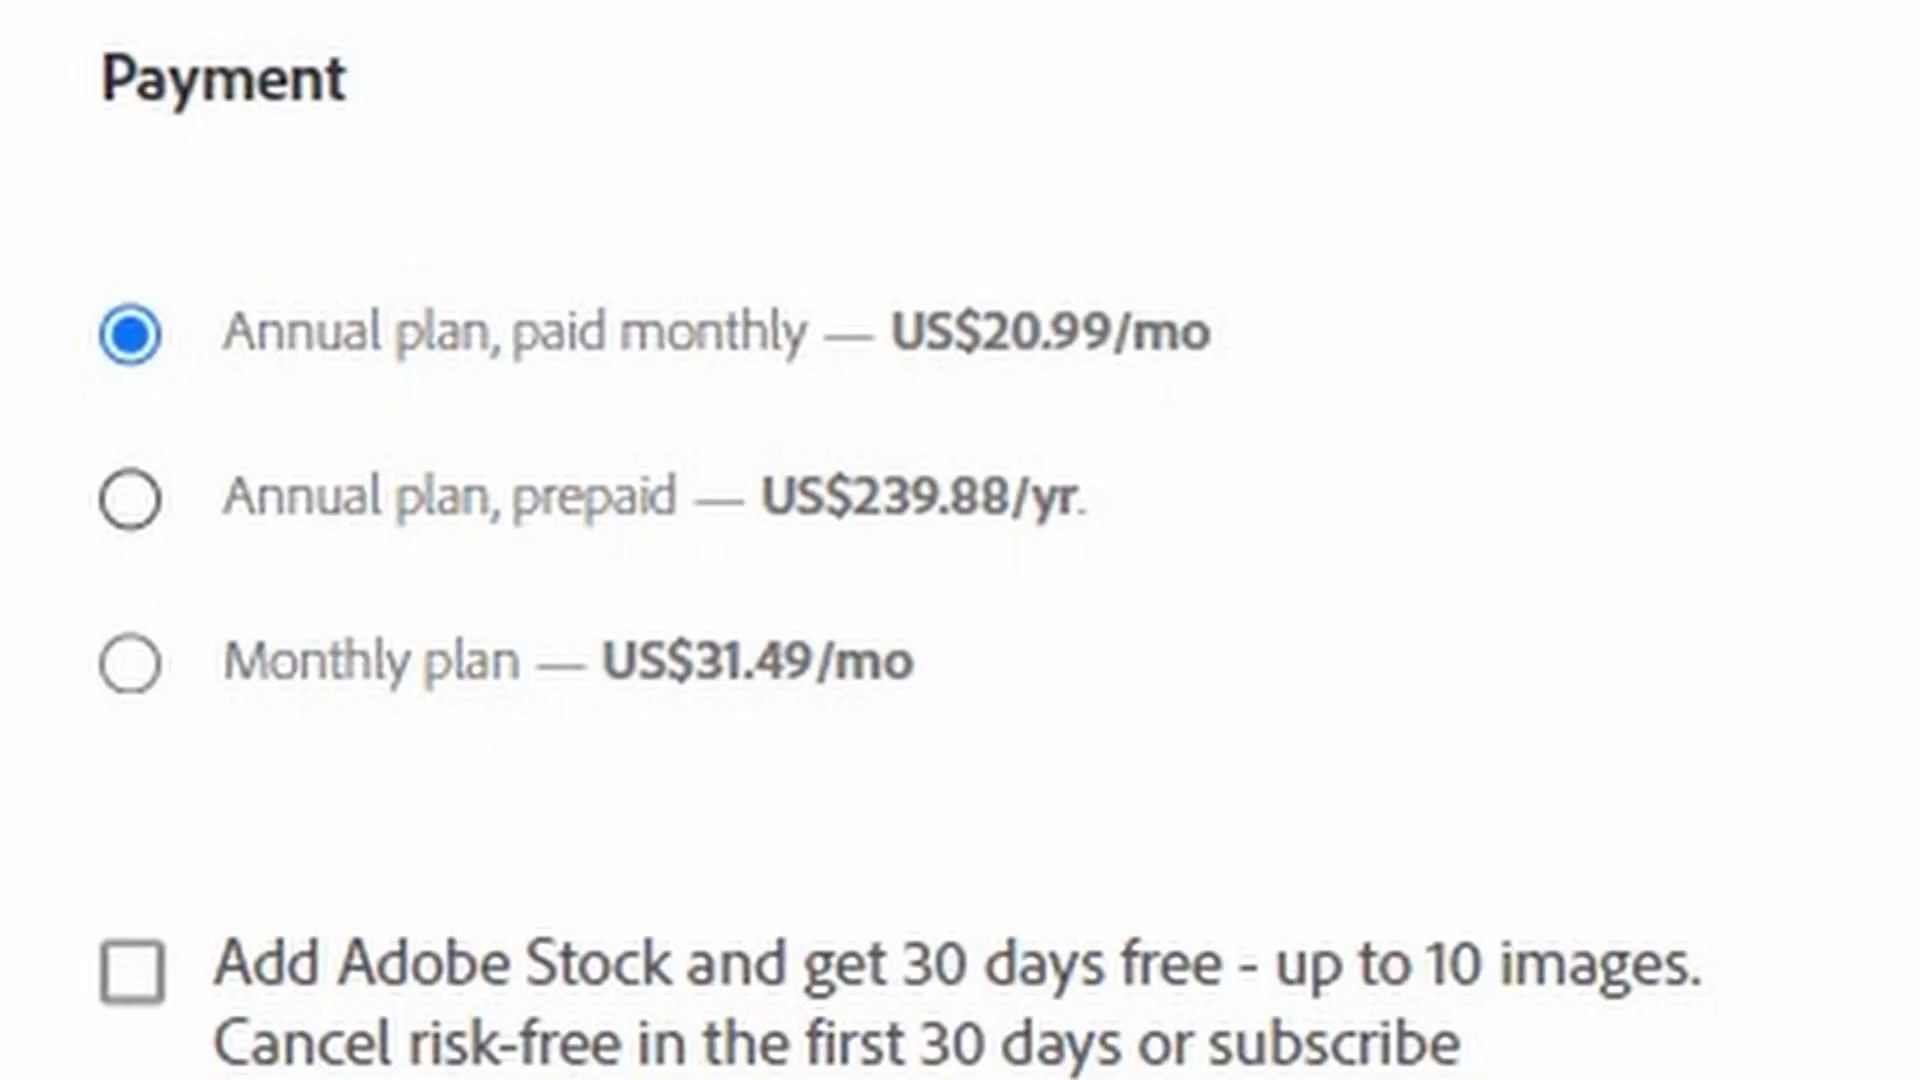 Payment
Annual plan, paid monthly — US$20.99/mo
Annual plan, prepaid — US$239.88/yr.
Monthly plan — US$31.49/mo
Add Adobe Stock and get 30 days free - up to 10 images.
Cancel risk-free in the first 30 days or subscribe